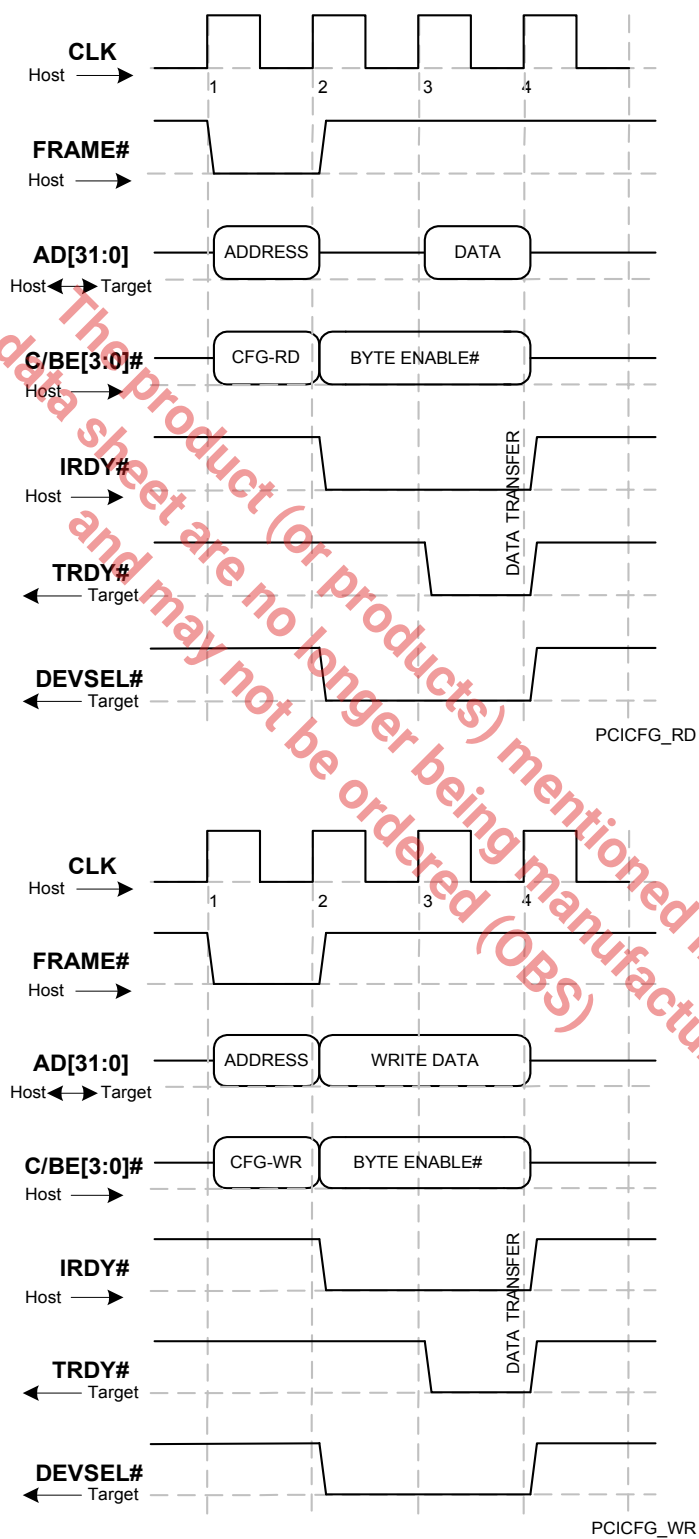 CLK
Host
1 2 3 4
FRAME#
Host
AD[31:0]
Host Target
ADDRESS
DATA
C/BE[3:0]#
Host
CFG-RD
BYTE ENABLE#
IRDY#
Host
DATA TRANSFER
TRDY#
Target
DEVSEL#
Target
PCICFG_RD
The product (or products) mentioned
data sheet are no longer being manufactu
and may not be ordered (OBS)
CLK
Host
1 2 3 4
FRAME#
Host
AD[31:0]
Host Target
ADDRESS
WRITE DATA
C/BE[3:0]#
Host
CFG-WR
BYTE ENABLE#
IRDY#
Host
DATA TRANSFER
TRDY#
Target
DEVSEL#
Target
PCICFG_WR